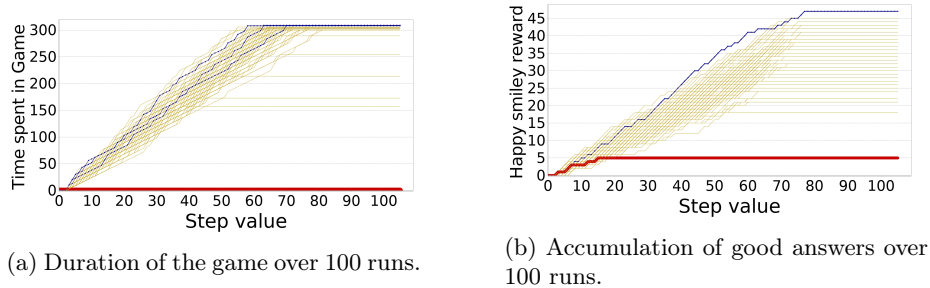 Time spent in Game
300
250
200
150
100
50
0
0 10 20 30 40 50 60 70 80 90 100
Step value
(a) Duration of the game over 100 runs.
Happy smiley reward
45
40
35
30
25
20
15
10
5
0
0 10 20 30 40 50 60 70 80 90 100
Step value
(b) Accumulation of good answers over
100 runs.